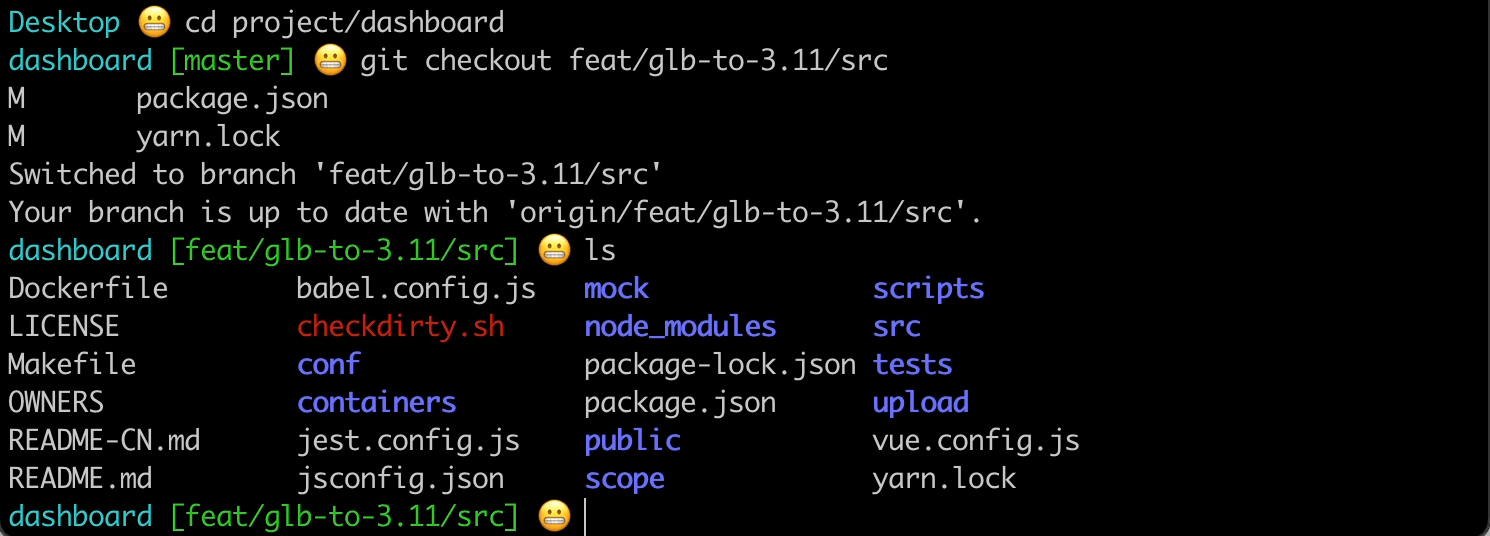 Desktop 😬 cd project/dashboard
dashboard [master] 😬 git checkout feat/glb-to-3.11/src
M       package.json
M       yarn.lock
Switched to branch 'feat/glb-to-3.11/src'
Your branch is up to date with 'origin/feat/glb-to-3.11/src'.
dashboard [feat/glb-to-3.11/src] 😬 ls
Dockerfile        babel.config.js   mock              scripts
LICENSE           checkdirty.sh     node_modules      src
Makefile          conf              package-lock.json tests
OWNERS            containers        package.json      upload
README-CN.md      jest.config.js    public            vue.config.js
README.md         jsconfig.json     scope             yarn.lock
dashboard [feat/glb-to-3.11/src] 😬